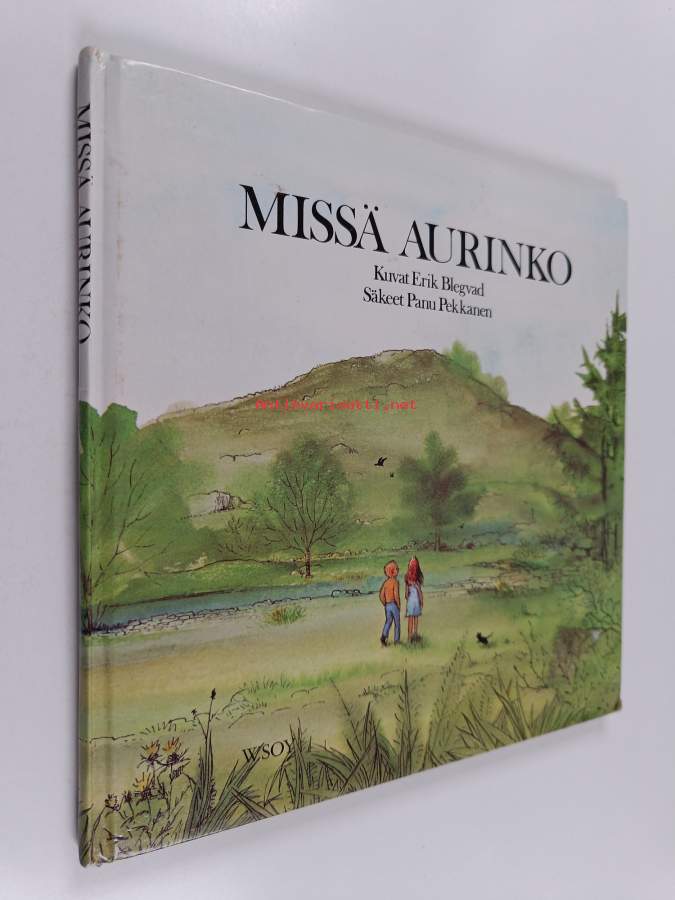 MISSÄ AURINKO
MISSÄ AURINKO
Kuvat Erik Blegvad
Säkeet Panu Pekkanen
Antikvariaatti.net
WSOY